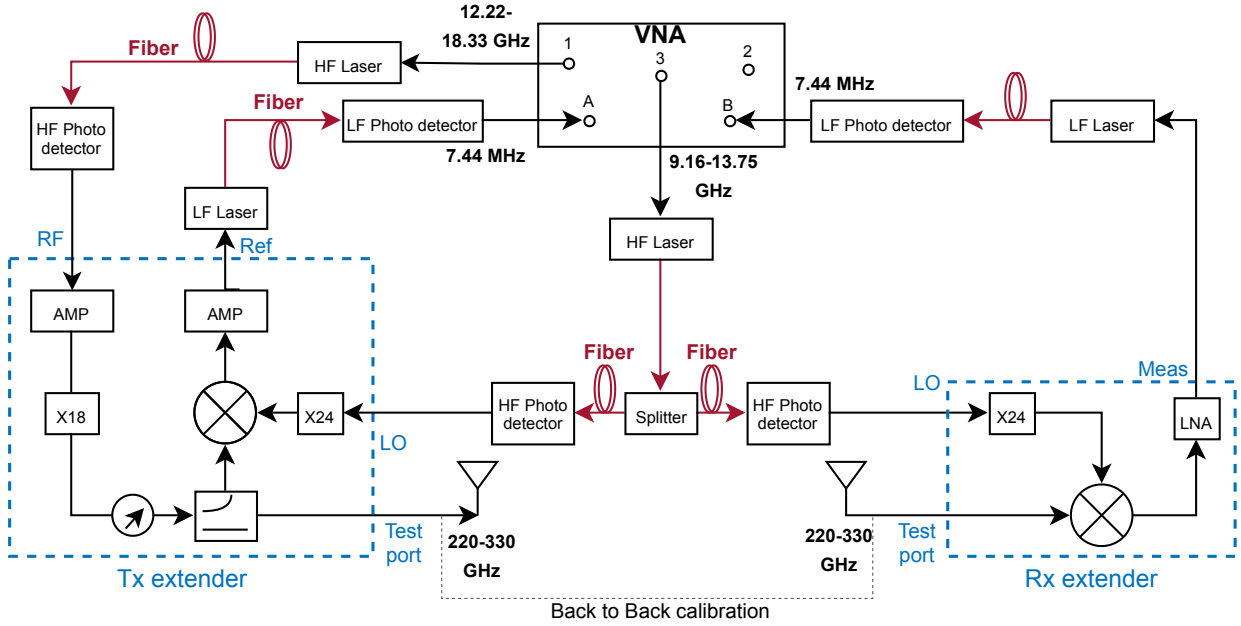 12.22-
18.33 GHz
VNA
1
2
3
Fiber
HF Laser
7.44 MHz
Fiber
A
B
HF Photo
detector
LF Photo detector
LF Photo detector
LF Laser
7.44 MHz
9.16-13.75
GHz
LF Laser
HF Laser
RF
Ref
AMP
AMP
Fiber
Fiber
Meas
LO
X18
X24
HF Photo
detector
Splitter
HF Photo
detector
X24
LNA
LO
Test
port
220-330
GHz
220-330
GHz
Test
port
Tx extender
Rx extender
Back to Back calibration